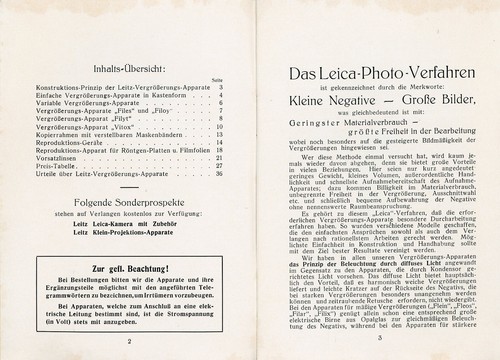 Inhalts-Übersicht:
Seite
Konstruktions-Prinzip der Leitz-Vergrößerungs-Apparate 3
Einfache Vergrößerungs-Apparate in Kastenform . . . 4
Variable Vergrößerungs-Apparate . . . 6
Vergrößerungs-Apparate „Files" und „Filoy" . . . 7
Vergrößerungs-Apparat „Filyt" . . . 8
Vergrößerungs-Apparat „Vitox" . . . 10
Kopierrahmen mit verstellbaren Maskenbändern . . 13
Reproduktions-Geräte . . . 14
Reproduktions-Apparat für Röntgen-Platten u. Filmfolien 18
Vorsatzlinsen . . . 21
Preis-Tabelle . . . 27
Urteile über Leitz-Vergrößerungs-Apparate . . . 36
Folgende Sonderprospekte
stehen auf Verlangen kostenlos zur Verfügung:
Leitz Leica-Kamera mit Zubehör
Leitz Klein-Projektions-Apparate
Zur gefl. Beachtung!
Bei Bestellungen bitten wir die Apparate und ihre
Ergänzungsteile möglichst mit den angeführten Tele-
grammwörtern zu bezeichnen, um Irrtümern vorzubeugen.
Bei Apparaten, welche zum Anschluß an eine elek-
trische Leitung bestimmt sind, ist die Stromspannung
(in Volt) stets mit anzugeben.
2
Das Leica-Photo-Verfahren
ist gekennzeichnet durch die Merkworte:
Kleine Negative — Große Bilder,
was gleichbedeutend ist mit:
Geringster Materialverbrauch —
größte Freiheit in der Bearbeitung
wobei noch besonders auf die gesteigerte Bildmäßigkeit der
Vergrößerungen hingewiesen sei.
Wer diese Methode einmal versucht hat, wird kaum je-
mals wieder davon abgehen, denn sie bietet große Vorteile
in vielen Beziehungen. Hier seien nur kurz angedeutet:
geringes Gewicht, kleines Volumen, außerordentliche Hand-
lichkeit und schnellste Aufnahmebereitschaft des Aufnahme-
Apparates; dazu kommen Billigkeit im Materialverbrauch,
unbegrenzte Freiheit in der Vergrößerung, Ausschnittwahl
etc. und schließlich bequeme Aufbewahrung der Negative
ohne nennenswerte Raumbeanspruchung.
Es gehört zu diesem „Leica"-Verfahren, daß die erfor-
derlichen Vergrößerungs-Apparate besondere Durcharbeitung
erfahren haben. So wurden verschiedene Modelle geschaffen,
die den einfachsten Ansprüchen sowohl als auch dem Ver-
langen nach rationellstem Arbeiten gerecht werden. Mög-
lichste Einfachheit in Konstruktion und Handhabung sollte
mit dem Ziel bester Resultate vereinigt werden.
Wir haben in allen unseren Vergrößerungs-Apparaten
das Prinzip der Beleuchtung durch diffuses Licht angewandt
im Gegensatz zu den Apparaten, die durch Kondensor ge-
richtetes Licht vorsehen. Das diffuse Licht bietet hauptsäch-
lich den Vorteil, daß es harmonisch weiche Vergrößerungen
liefert und leichte Kratzer auf der Rückseite des Negativs, die
bei starken Vergrößerungen besonders unangenehm werden
können und zeitraubende Retusche erfordern, nicht wiedergibt.
Bei den Apparaten für mäßige Vergrößerung („Flein", „Fleos",
„Filar", „Filix") genügt allein schon eine entsprechend große
elektrische Birne aus Opalglas zur gleichmäßigen Beleuch-
tung des Negativs, während bei den Apparaten für stärkere
3